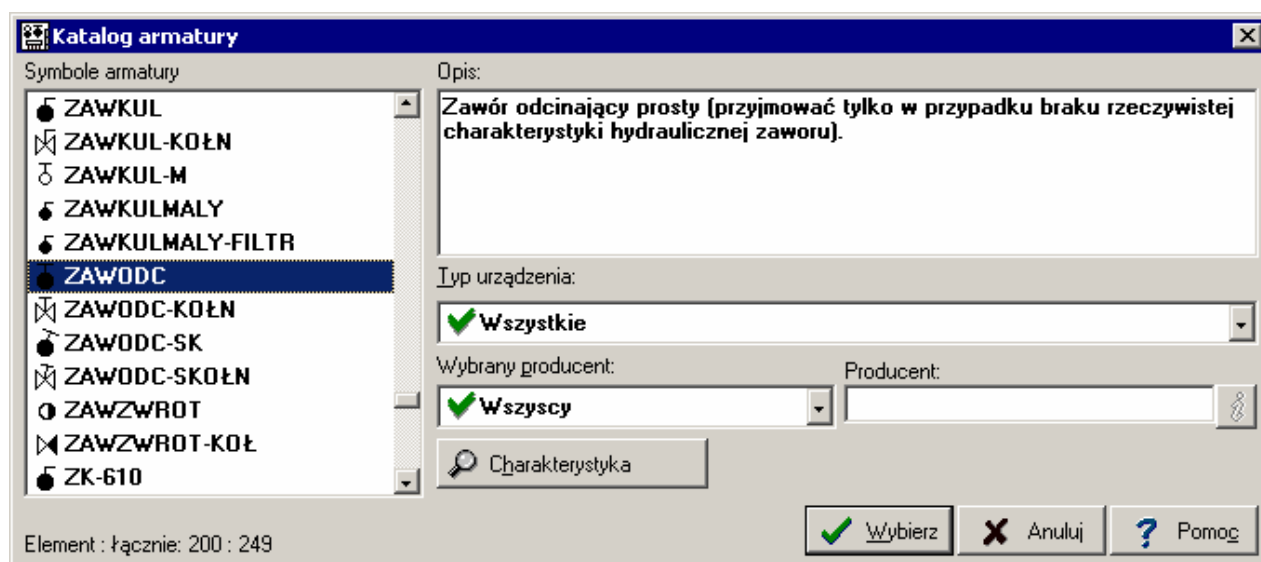 Katalog armatury
Symbole armatury
ZAWKUL
ZAWKUL-KOŁN
ZAWKUL-M
ZAWKULMALY
ZAWKULMALY-FILTR
ZAWODC
ZAWODC-KOŁN
ZAWODC-SK
ZAWODC-SKOŁN
ZAWZWROT
ZAWZWROT-KOŁ
ZK-610
Element : łącznie: 200 : 249
Opis:
Zawór odcinający prosty (przyjmować tylko w przypadku braku rzeczywistej
charakterystyki hydraulicznej zaworu).
Typ urządzenia:
Wszystkie
Wybrany producent:
Wszyscy
Producent:
Charakterystyka
Wybierz
Anuluj
Pomoc